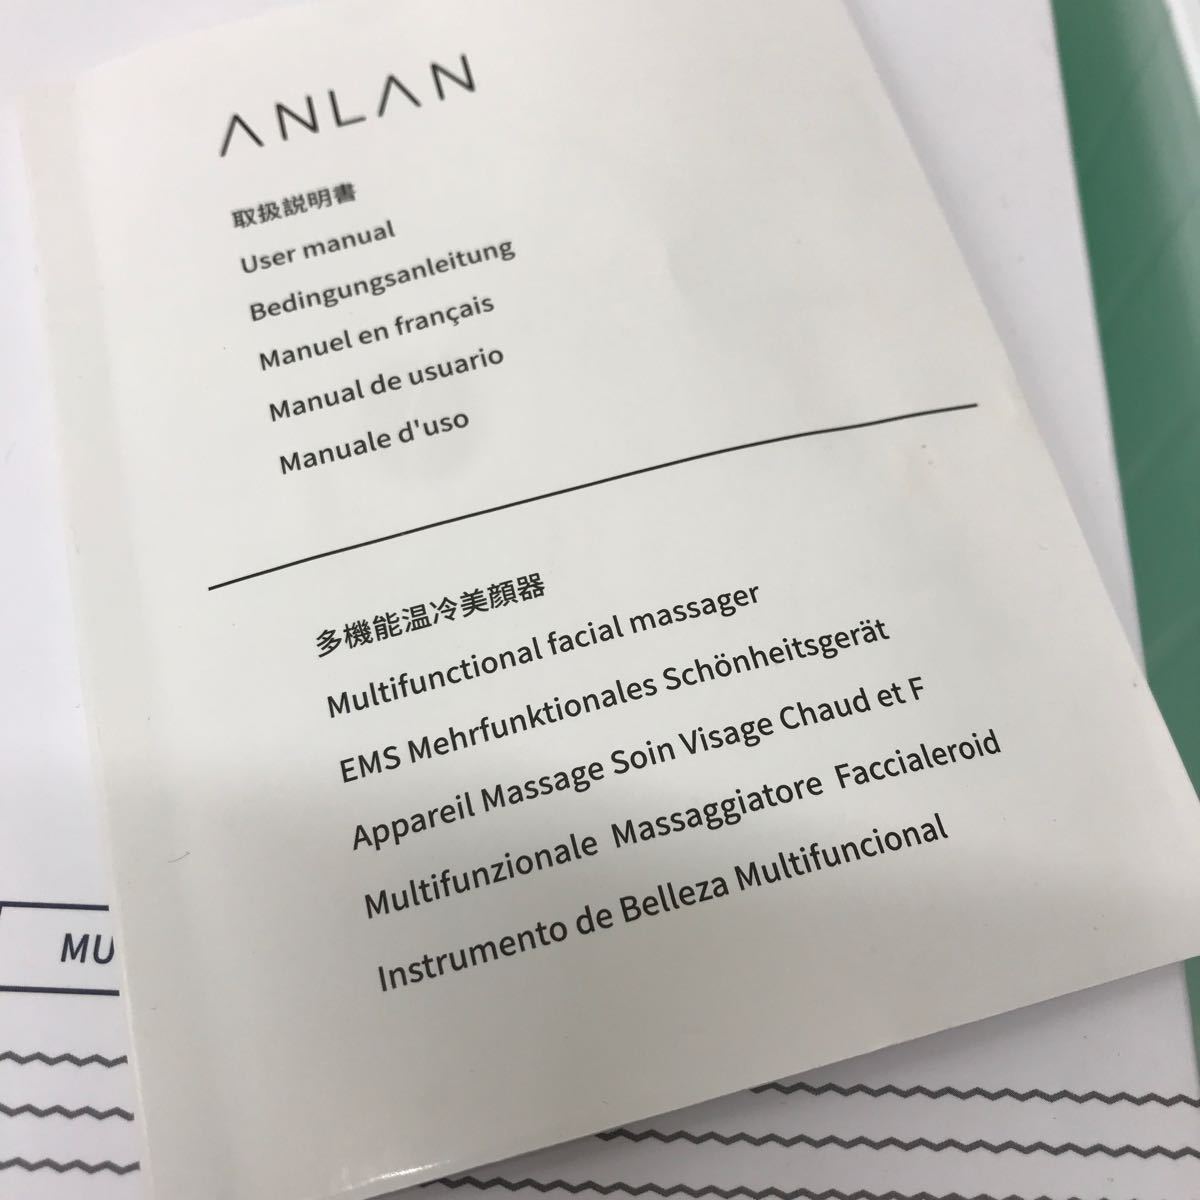 ANLAN
取扱説明書
User manual
Bedingungsanleitung
Manuel en français
Manual de usuario
Manuale d'uso
多機能温冷美顔器
Multifunctional facial massager
EMS Mehrfunktionales Schönheitsgerät
Appareil Massage Soin Visage Chaud et F
Multifunzionale Massaggiatore Faccialeroid
Instrumento de Belleza Multifuncional
MU